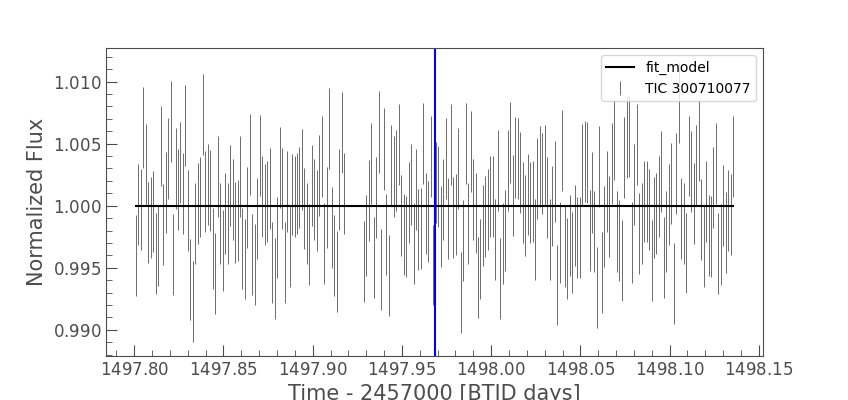 fit_model
TIC 300710077
1.010
1.005
1.000
0.995
0.990
Normalized Flux
1497.80 1497.85 1497.90 1497.95 1498.00 1498.05 1498.10 1498.15
Time - 2457000 [BTJD days]